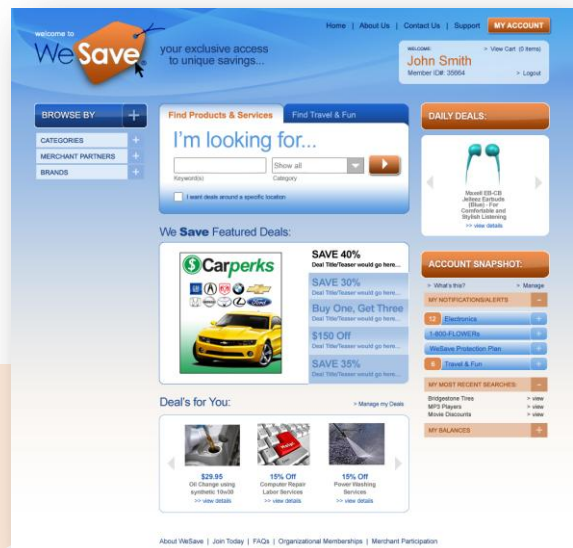 Home | About Us | Contact Us | Support MY ACCOUNT
welcome to
We Save
your exclusive access
to unique savings...
WELCOME:
John Smith
Member ID#: 35664
> View Cart (0 items)
> Logout
BROWSE BY +
CATEGORIES +
MERCHANT PARTNERS +
BRANDS +
Find Products & Services
Find Travel & Fun
I'm looking for...
Show all
Keyword(s) Category
I want deals around a specific location
DAILY DEALS:
Maxell EB-CB
Jelleez Earbuds
(Blue) - For
Comfortable and
Stylish Listening
>> view details
We Save Featured Deals:
$Carperks
SAVE 40%
Deal Title/Teaser would go here...
SAVE 30%
Deal Title/Teaser would go here...
Buy One, Get Three
Deal Title/Teaser would go here...
$150 Off
Deal Title/Teaser would go here...
SAVE 35%
Deal Title/Teaser would go here...
ACCOUNT SNAPSHOT:
> What's this? > Manage
MY NOTIFICATIONS/ALERTS −
12 Electronics +
1-800-FLOWERs +
WeSave Protection Plan +
Travel & Fun +
MY MOST RECENT SEARCHES: −
Bridgestone Tires > view
MP3 Players > view
Movie Discounts > view
MY BALANCES +
Deal's for You:
> Manage my Deals
Help!
$29.95
Oil Change using
synthetic 10w30
>> view details
15% Off
Computer Repair
Labor Services
>> view details
15% Off
Power Washing
Services
>> view details
About WeSave | Join Today | FAQs | Organizational Memberships | Merchant Participation